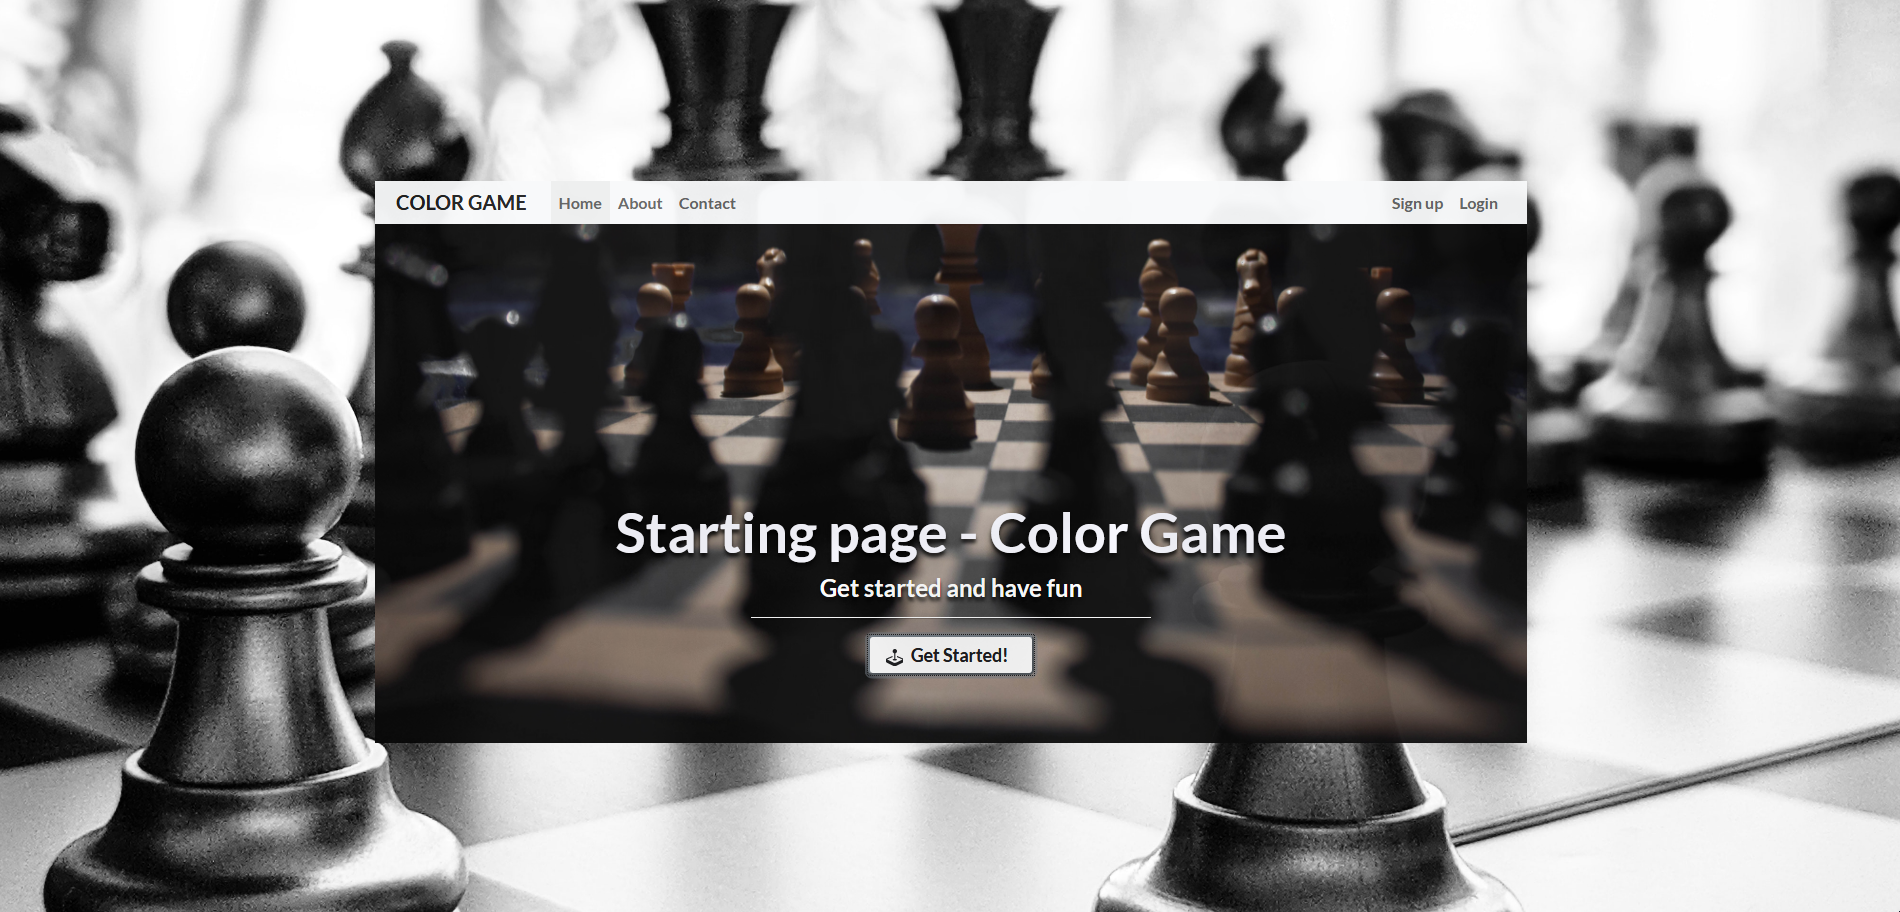 COLOR GAME Home About Contact Sign up Login
Starting page - Color Game
Get started and have fun
Get Started!